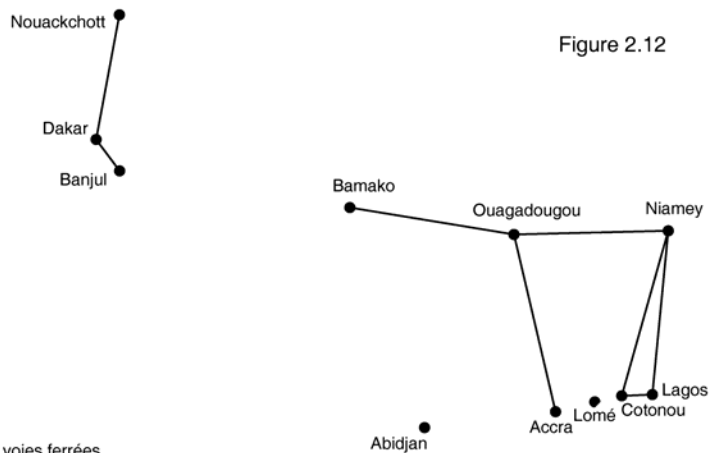 Nouackchott
Figure 2.12
Dakar
Banjul
Bamako
Ouagadougou
Niamey
Lagos
Cotonou
Lomé
Accra
Abidjan
voies ferrées